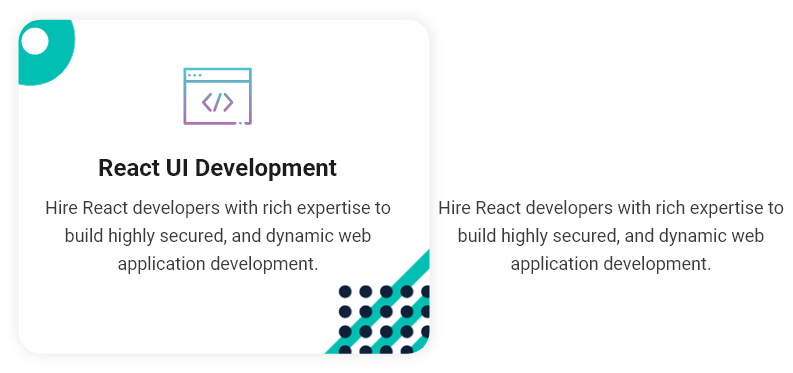 React UI Development
Hire React developers with rich expertise to
build highly secured, and dynamic web
application development.
Hire React developers with rich expertise to
build highly secured, and dynamic web
application development.